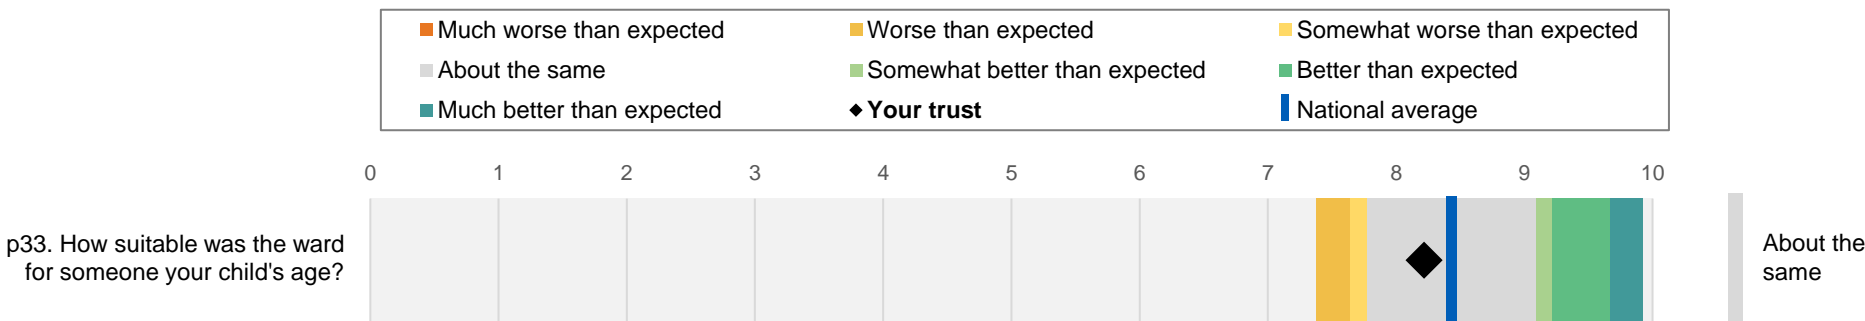 Much worse than expected
Worse than expected
Somewhat worse than expected
About the same
Somewhat better than expected
Better than expected
Much better than expected
Your trust
National average
0 1 2 3 4 5 6 7 8 9 10
p33. How suitable was the ward
for someone your child's age?
About the
same